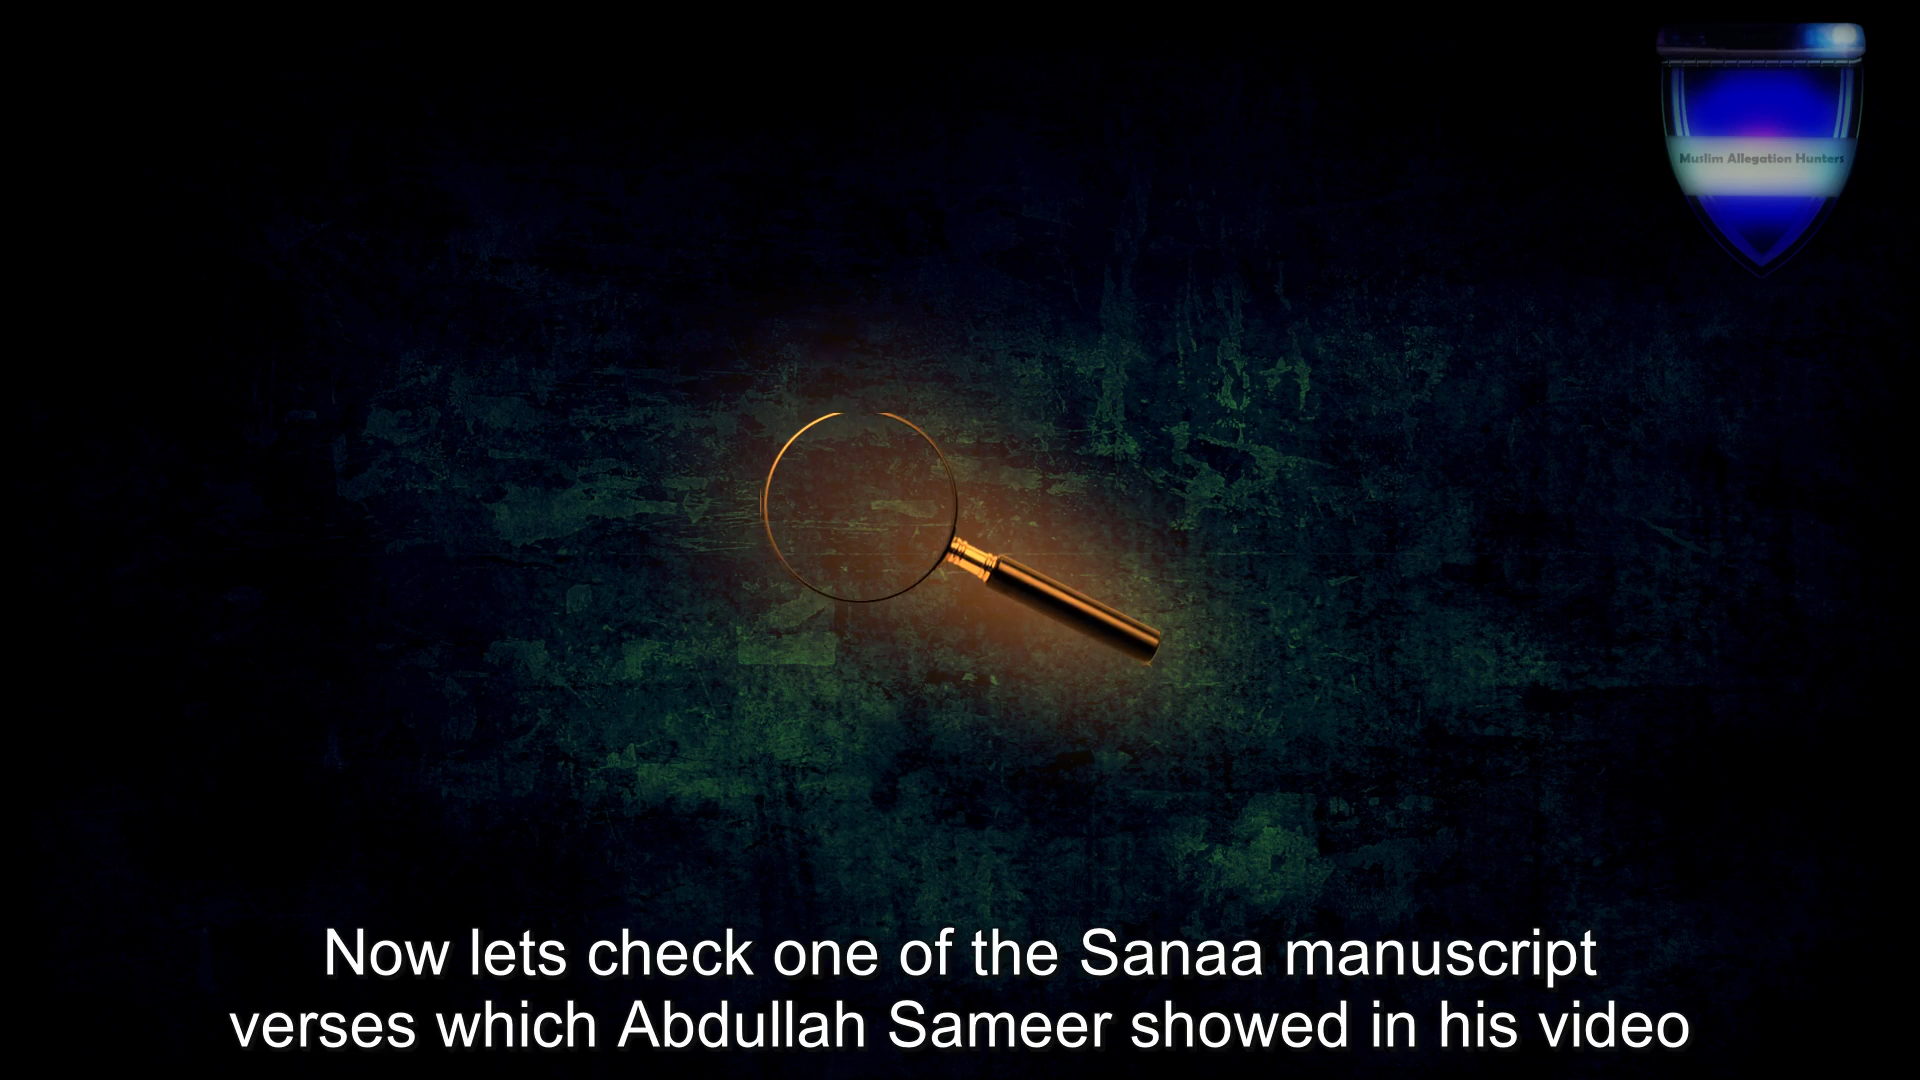 Muslim Allegation Hunters
Now lets check one of the Sanaa manuscript
verses which Abdullah Sameer showed in his video